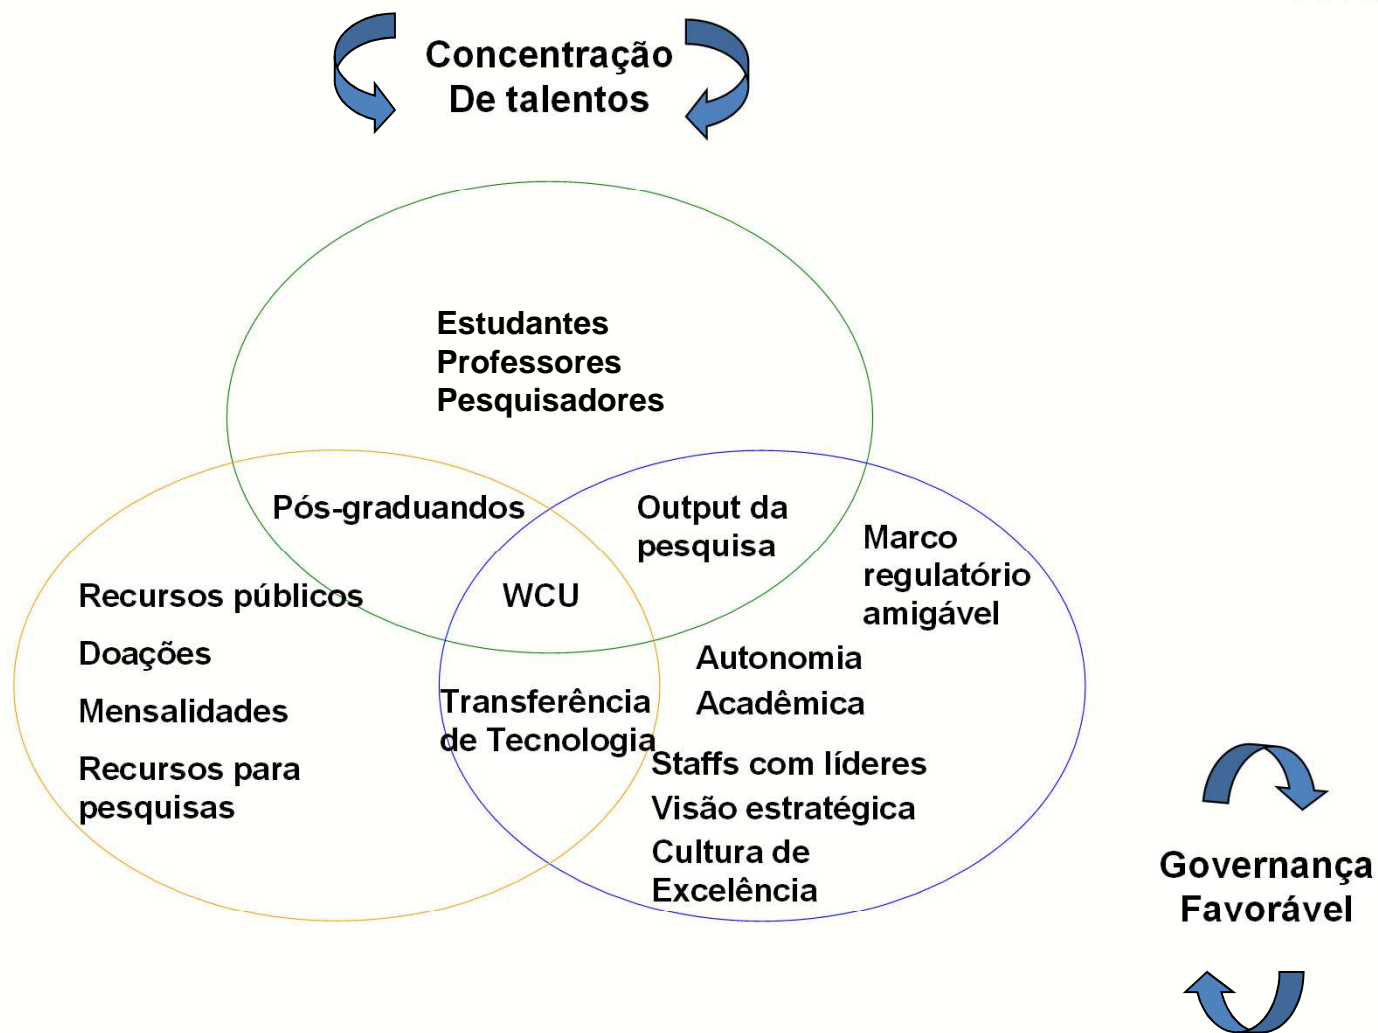 Concentração
De talentos
Estudantes
Professores
Pesquisadores
Pós-graduandos
Output da
pesquisa
Marco
regulatório
amigável
Recursos públicos
WCU
Doações
Autonomia
Acadêmica
Mensalidades
Transferência
de Tecnologia
Recursos para
pesquisas
Staffs com líderes
Visão estratégica
Cultura de
Excelência
Governança
Favorável